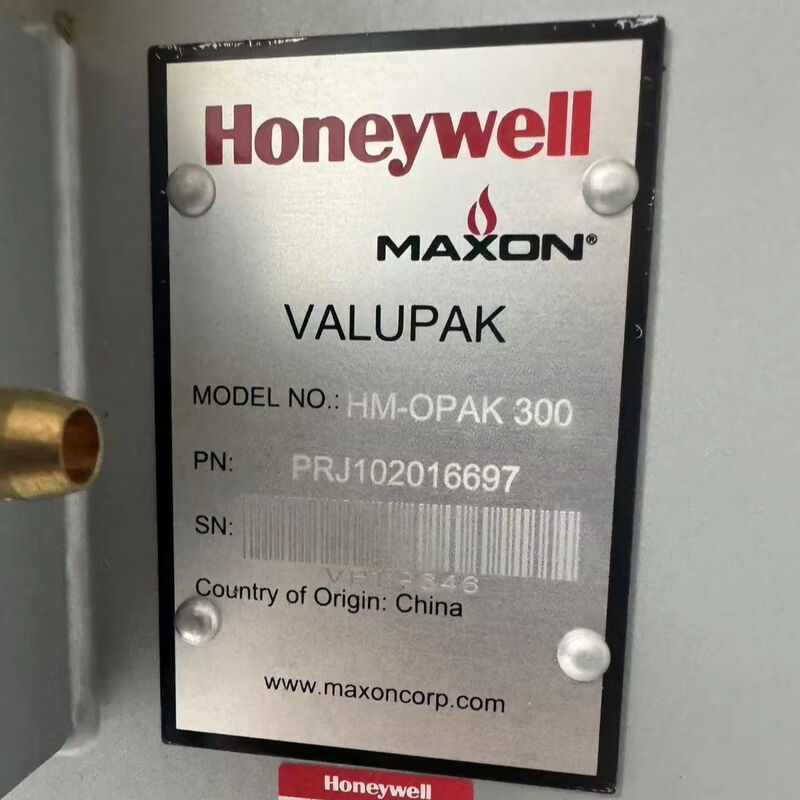 Honeywell
MAXON®
VALUPAK
MODEL NO.: HM-OPAK 300
PN: PRJ102016697
SN:
Country of Origin: China
www.maxoncorp.com
Honeywell